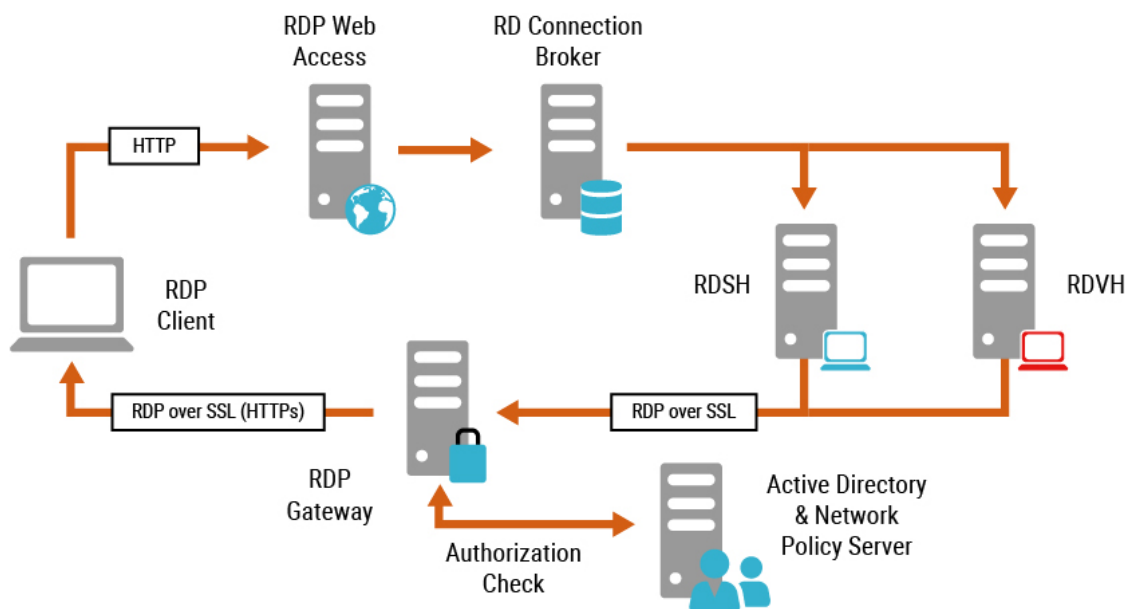 RDP Web
Access
RD Connection
Broker
HTTP
RDP
Client
RDSH
RDVH
RDP over SSL (HTTPs)
RDP over SSL
RDP
Gateway
Authorization
Check
Active Directory
& Network
Policy Server